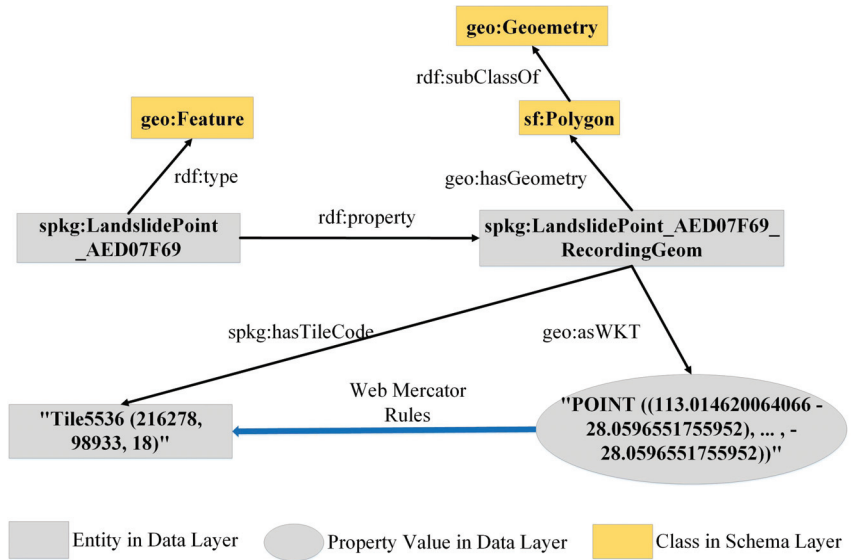 geo:Geoemetry
rdf:subClassOf
geo:Feature
sf:Polygon
rdf:type
geo:hasGeometry
spkg:LandslidePoint
_AED07F69
rdf:property
spkg:LandslidePoint_AED07F69_
RecordingGeom
spkg:hasTileCode
geo:asWKT
Web Mercator
Rules
"Tile5536 (216278,
98933, 18)"
"POINT ((113.014620064066 -
28.0596551755952), ... , -
28.0596551755952))"
Entity in Data Layer
Property Value in Data Layer
Class in Schema Layer